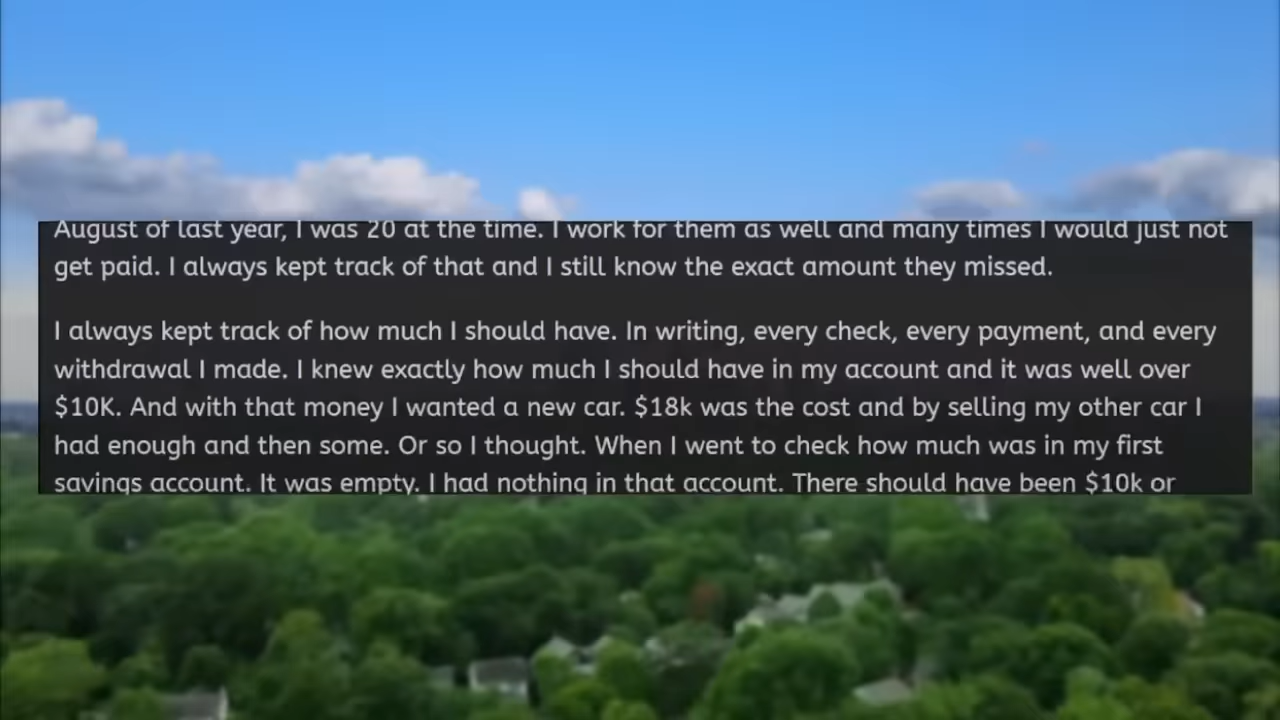 August of last year, I was 20 at the time. I work for them as well and many times I would just not
get paid. I always kept track of that and I still know the exact amount they missed.
I always kept track of how much I should have. In writing, every check, every payment, and every
withdrawal I made. I knew exactly how much I should have in my account and it was well over
$10K. And with that money I wanted a new car. $18k was the cost and by selling my other car I
had enough and then some. Or so I thought. When I went to check how much was in my first
savings account. It was empty. I had nothing in that account. There should have been $10k or